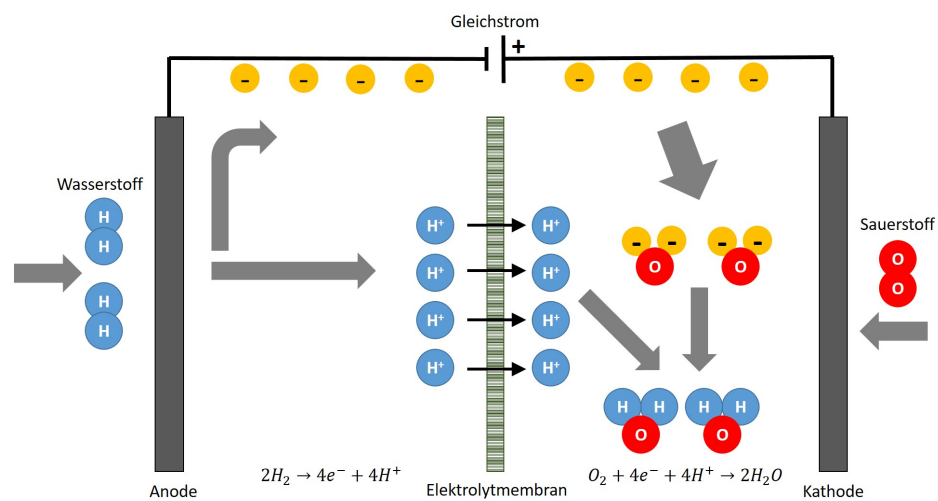 Gleichstrom
+
- - - - - - - -
Wasserstoff
H
H
H
H
H⁺ H⁺
H⁺ H⁺
H⁺ H⁺
H⁺ H⁺
- - - -
O O
Sauerstoff
O
O
H H H H
O O
2H₂ → 4e⁻ + 4H⁺
O₂ + 4e⁻ + 4H⁺ → 2H₂O
Anode
Elektrolytmembran
Kathode